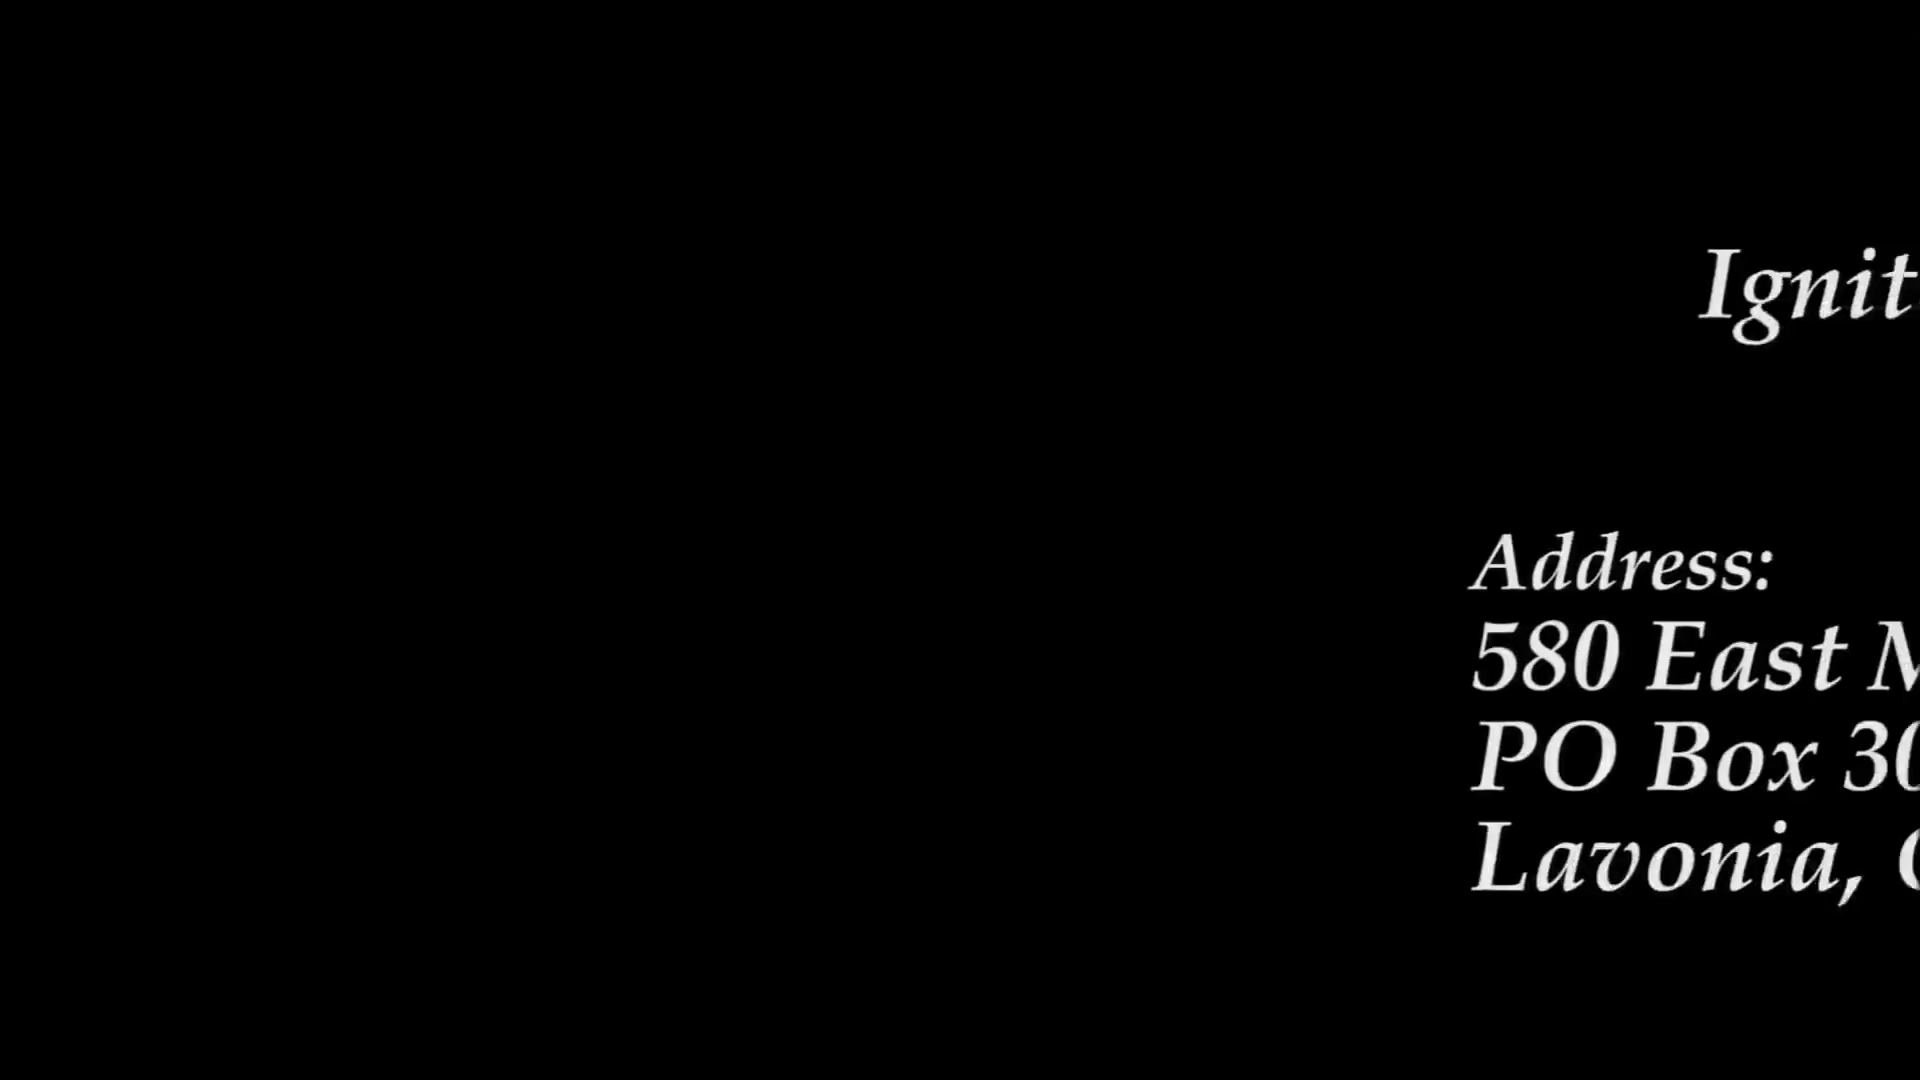 Ignit
Address:
580 East M
PO Box 30
Lavonia,